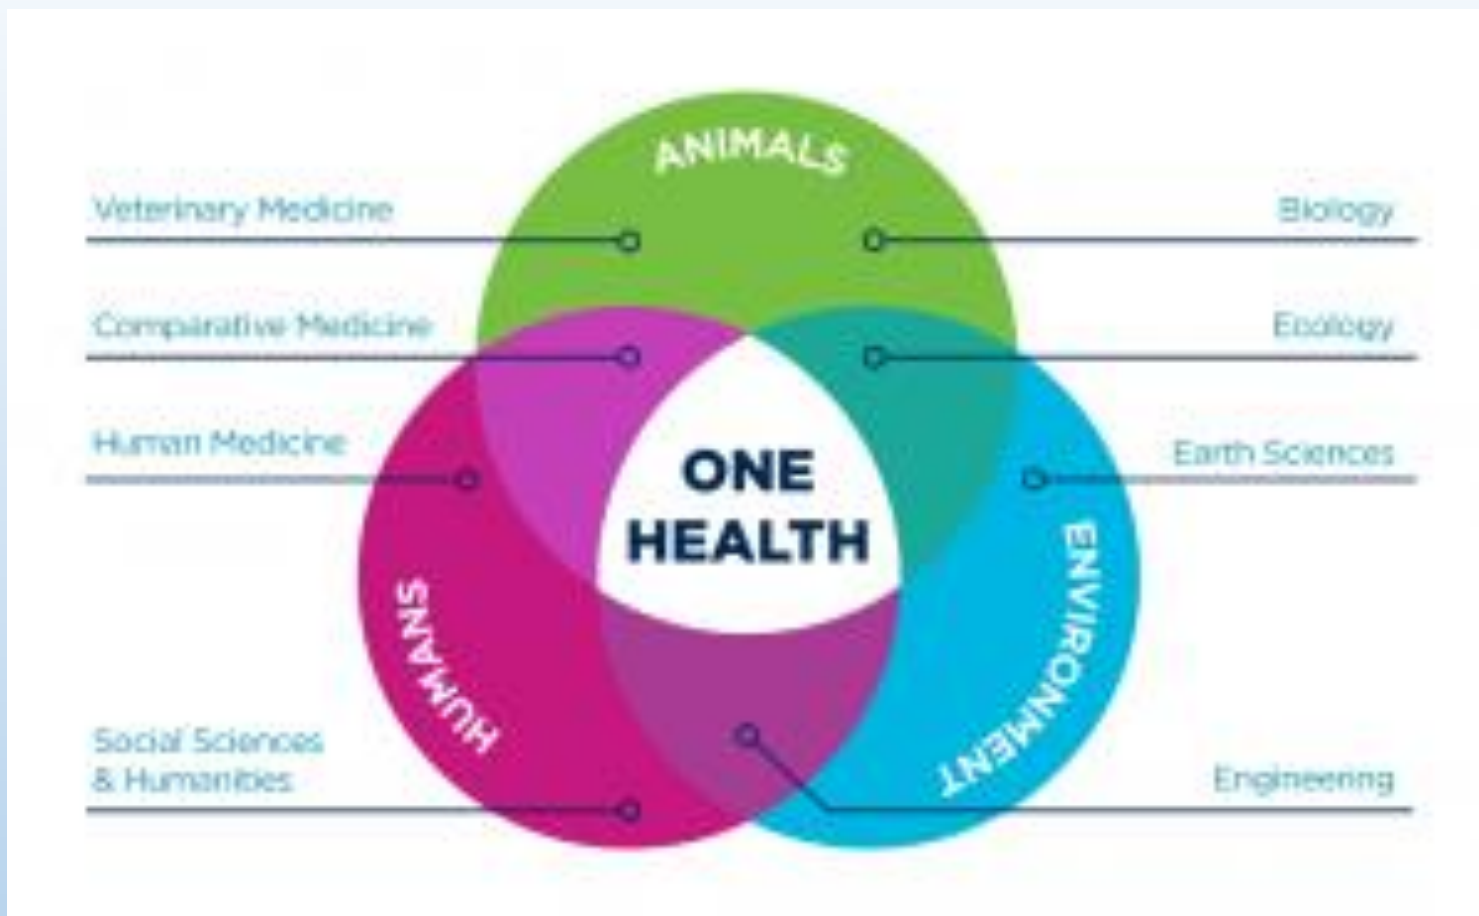 ANIMALS
Veterinary Medicine
Biology
Comparative Medicine
Ecology
Human Medicine
Earth Sciences
ONE
HEALTH
HUMANS
ENVIRONMENT
Social Sciences
& Humanities
Engineering